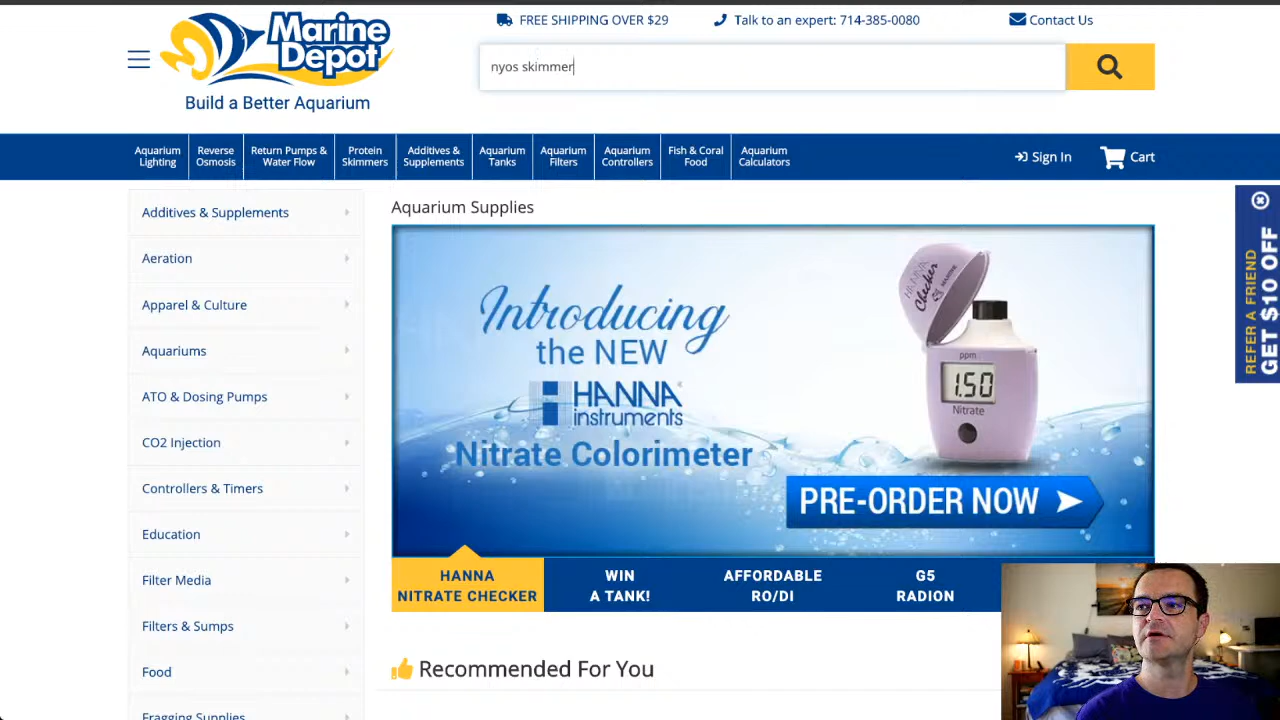 Marine
Depot
Build a Better Aquarium
FREE SHIPPING OVER $29
Talk to an expert: 714-385-0080
Contact Us
nyos skimmer
Aquarium
Lighting
Reverse
Osmosis
Return Pumps &
Water Flow
Protein
Skimmers
Additives &
Supplements
Aquarium
Tanks
Aquarium
Filters
Aquarium
Controllers
Fish & Coral
Food
Aquarium
Calculators
Sign In
Cart
Additives & Supplements
Aeration
Apparel & Culture
Aquariums
ATO & Dosing Pumps
CO2 Injection
Controllers & Timers
Education
Filter Media
Filters & Sumps
Food
Fragging Supplies
Aquarium Supplies
Introducing
the NEW
HANNA
instruments
Nitrate Colorimeter
HANNA
Checker
ppm
1.50
Nitrate
PRE-ORDER NOW
HANNA
NITRATE CHECKER
WIN
A TANK!
AFFORDABLE
RO/DI
G5
RADION
Recommended For You
REFER A FRIEND
GET $10 OFF